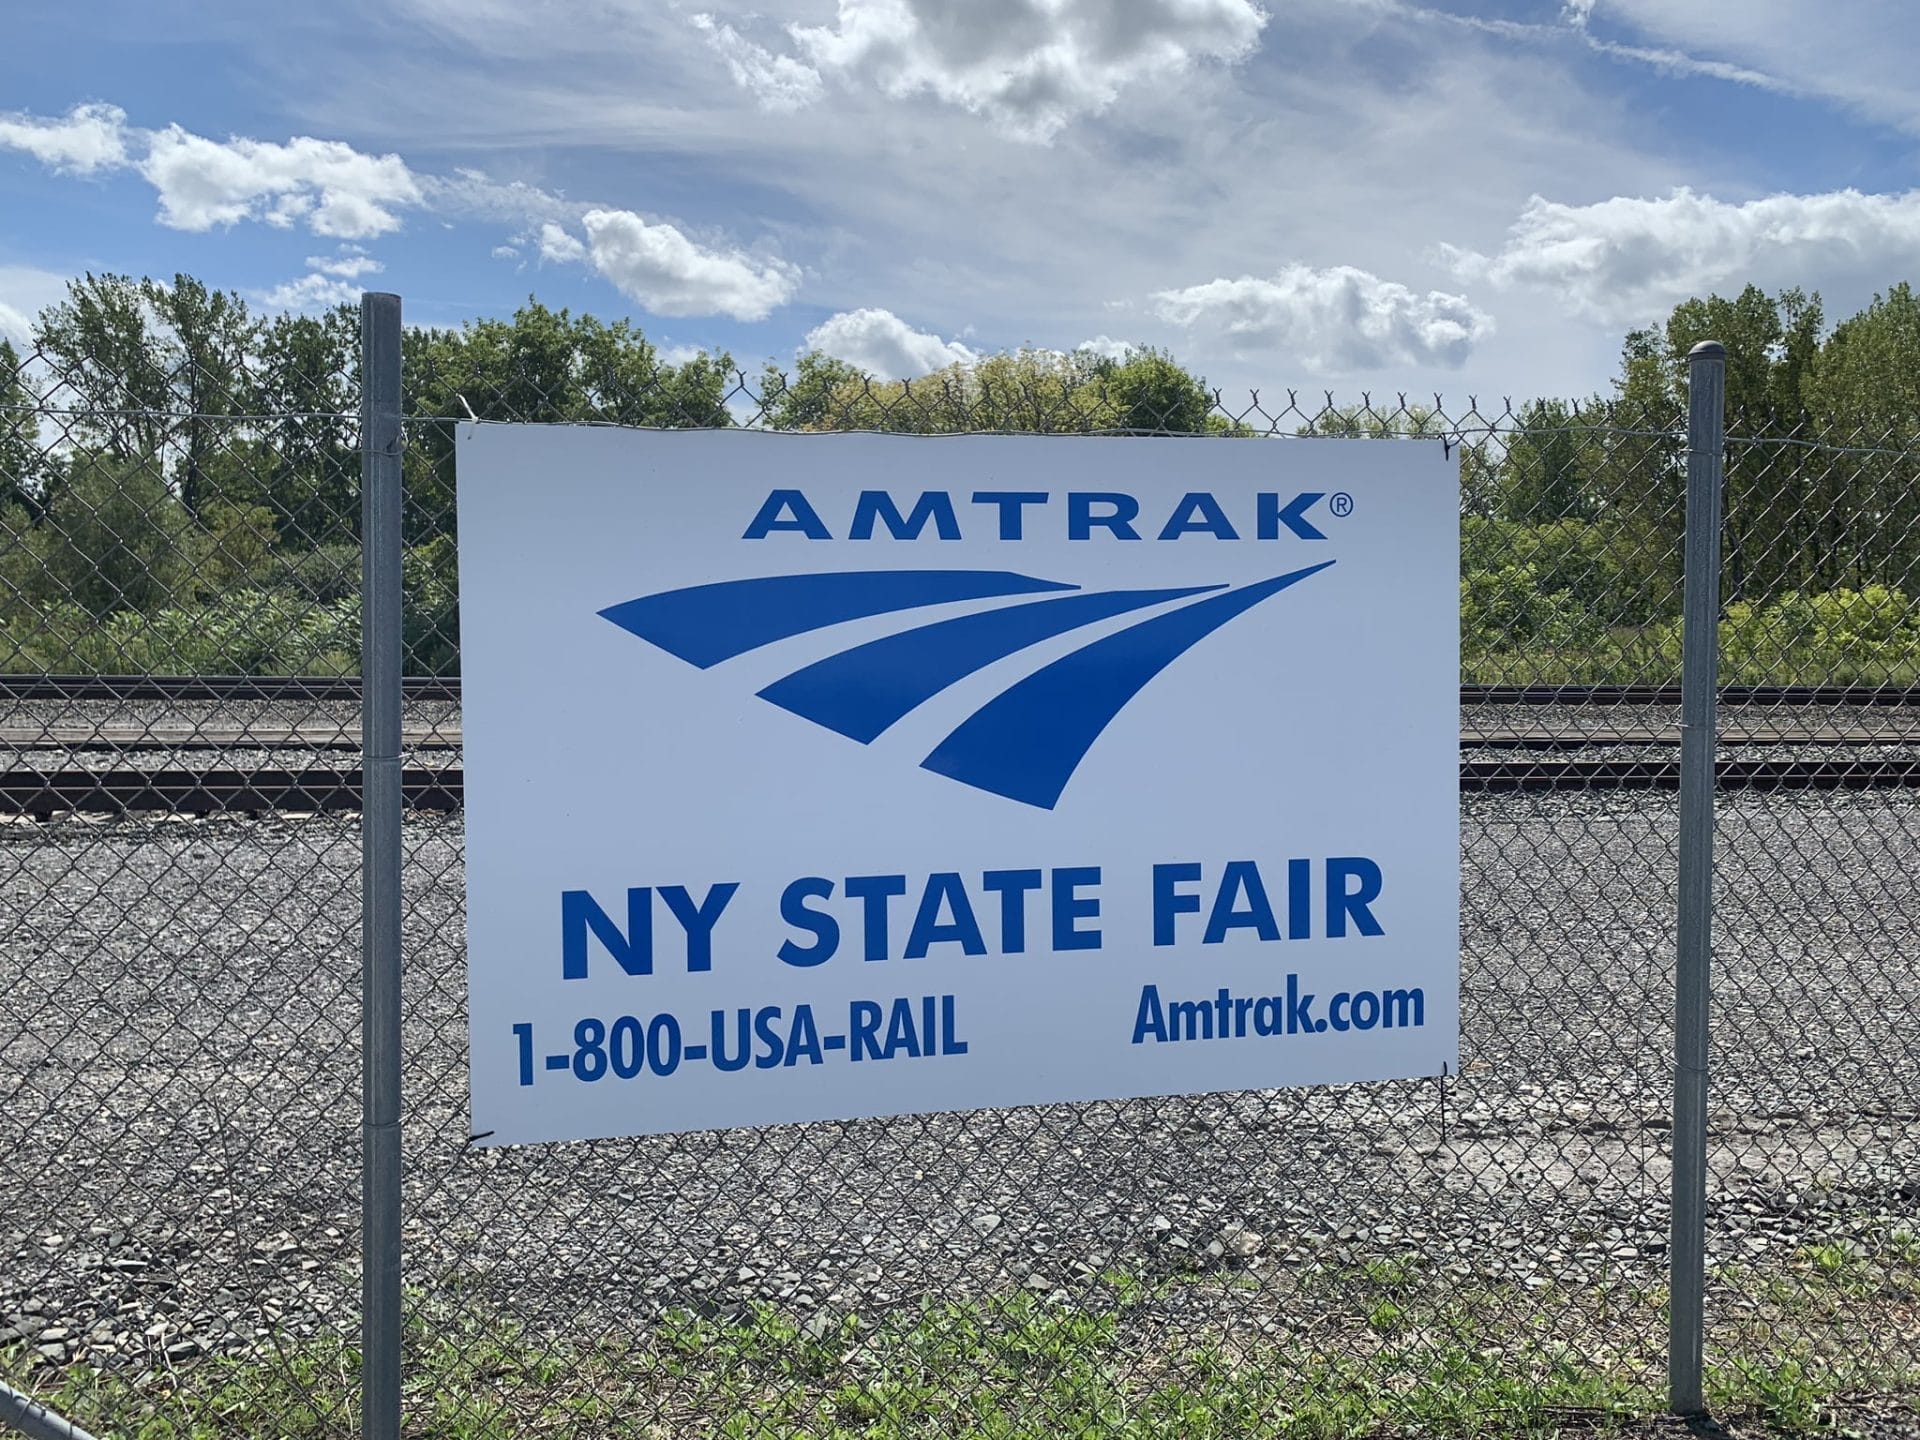 AMTRAK®
NY STATE FAIR
1-800-USA-RAIL
Amtrak.com